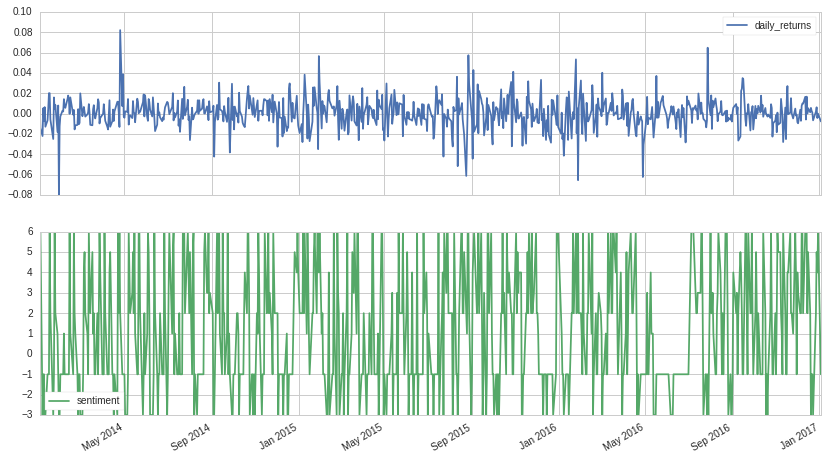 0.10
0.08
0.06
0.04
0.02
0.00
−0.02
−0.04
−0.06
−0.08
daily_returns
6
5
4
3
2
1
0
−1
−2
−3
sentiment
May 2014
Sep 2014
Jan 2015
May 2015
Sep 2015
Jan 2016
May 2016
Sep 2016
Jan 2017